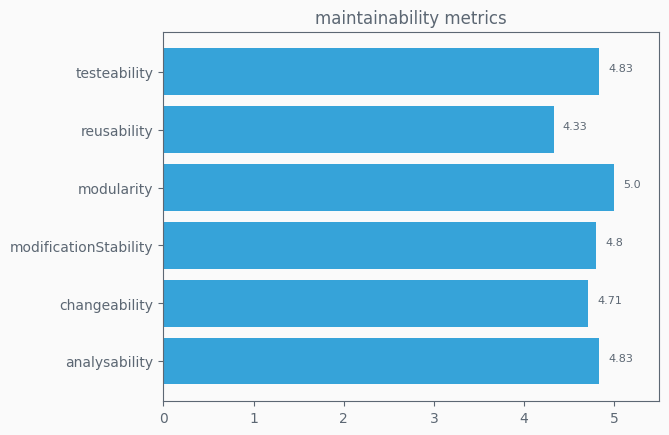 maintainability metrics
testeability
4.83
reusability
4.33
modularity
5.0
modificationStability
4.8
changeability
4.71
analysability
4.83
0 1 2 3 4 5